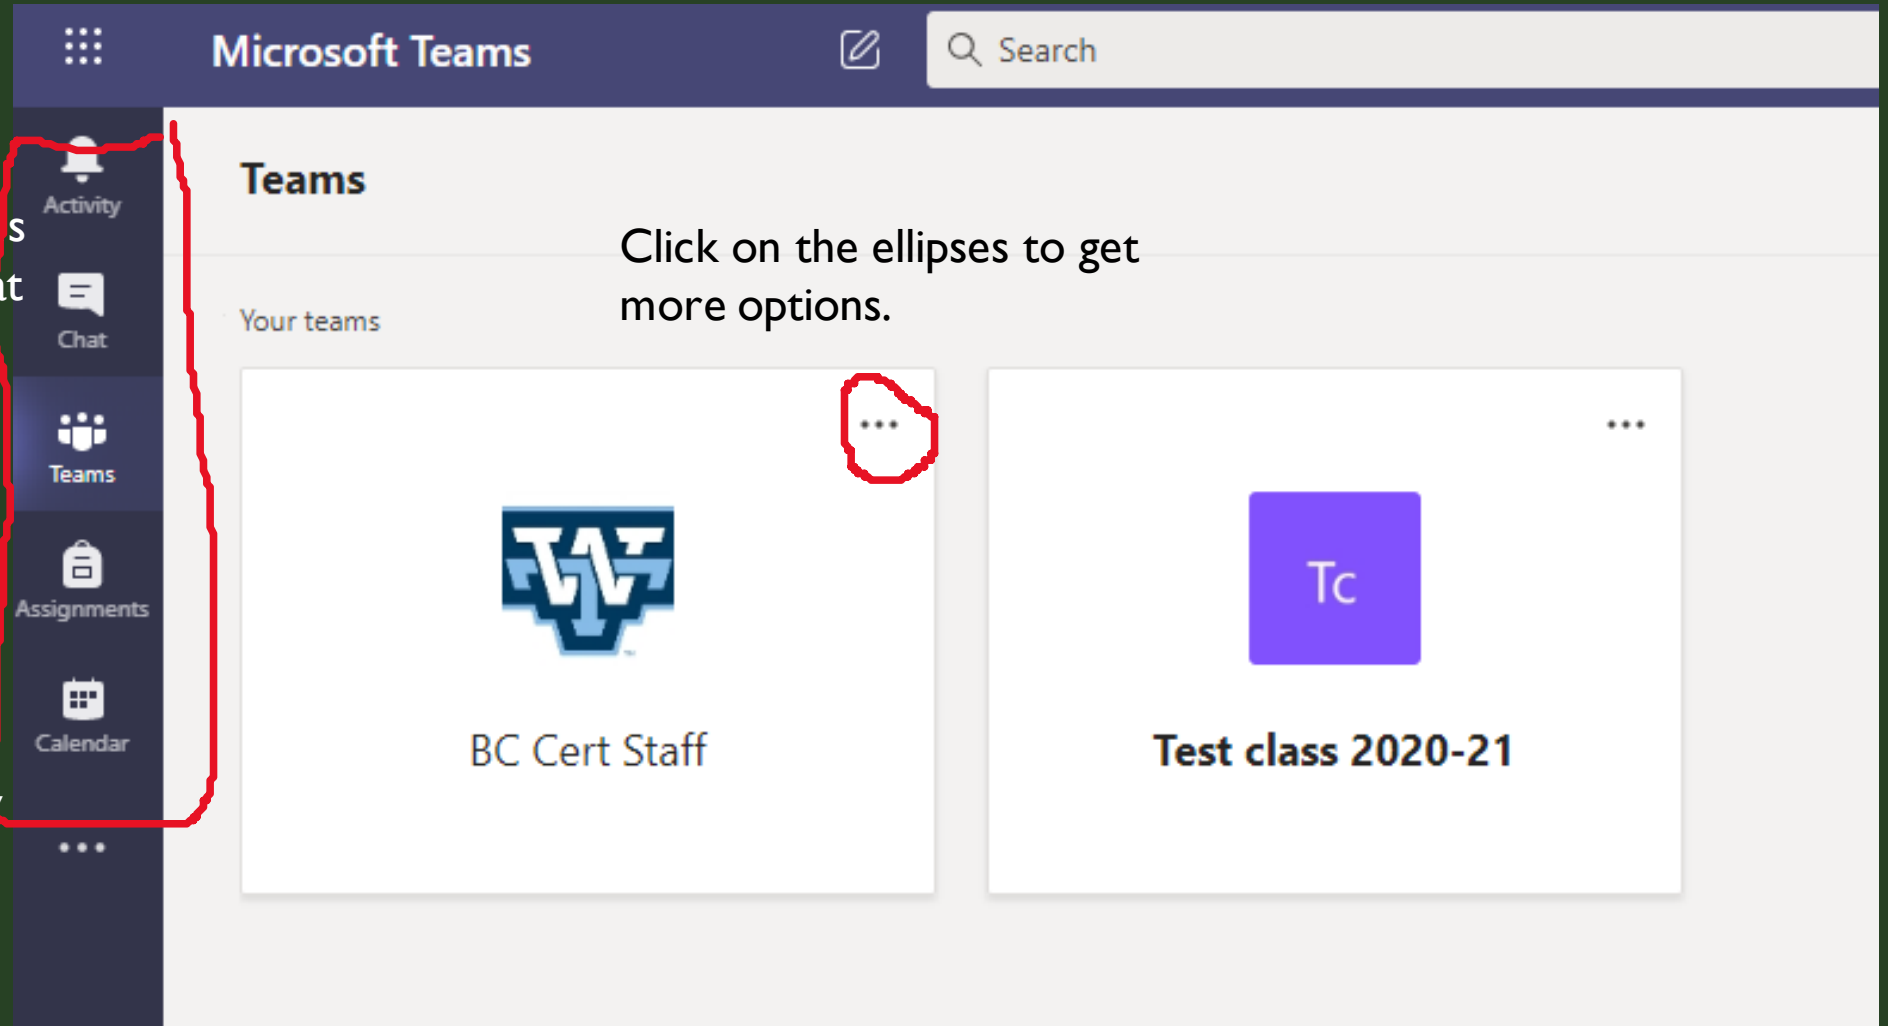 Microsoft Teams
Search
Activity
Chat
Teams
Assignments
Calendar
Teams
Click on the ellipses to get
more options.
Your teams
BC Cert Staff
Tc
Test class 2020-21